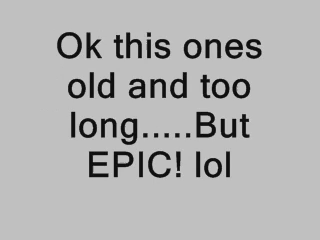 Ok this ones
old and too
long.....But
EPIC! lol